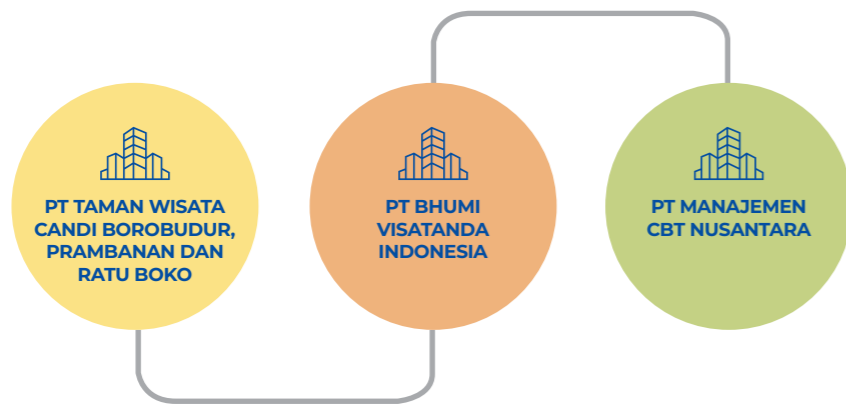 PT TAMAN WISATA
CANDI BOROBUDUR,
PRAMBANAN DAN
RATU BOKO
PT BHUMI
VISATANDA
INDONESIA
PT MANAJEMEN
CBT NUSANTARA